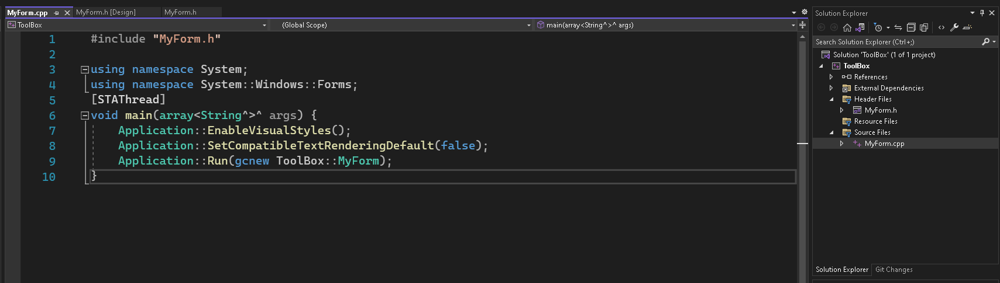 MyForm.cpp
MyForm.h [Design]
MyForm.h
ToolBox
(Global Scope)
main(array<String^>^ args)
1 #include "MyForm.h"
2
3 using namespace System;
4 using namespace System::Windows::Forms;
5 [STAThread]
6 void main(array<String^>^ args) {
7 Application::EnableVisualStyles();
8 Application::SetCompatibleTextRenderingDefault(false);
9 Application::Run(gcnew ToolBox::MyForm);
10 }
Solution Explorer
Search Solution Explorer (Ctrl+;)
Solution 'ToolBox' (1 of 1 project)
ToolBox
References
External Dependencies
Header Files
MyForm.h
Resource Files
Source Files
MyForm.cpp
Solution Explorer
Git Changes